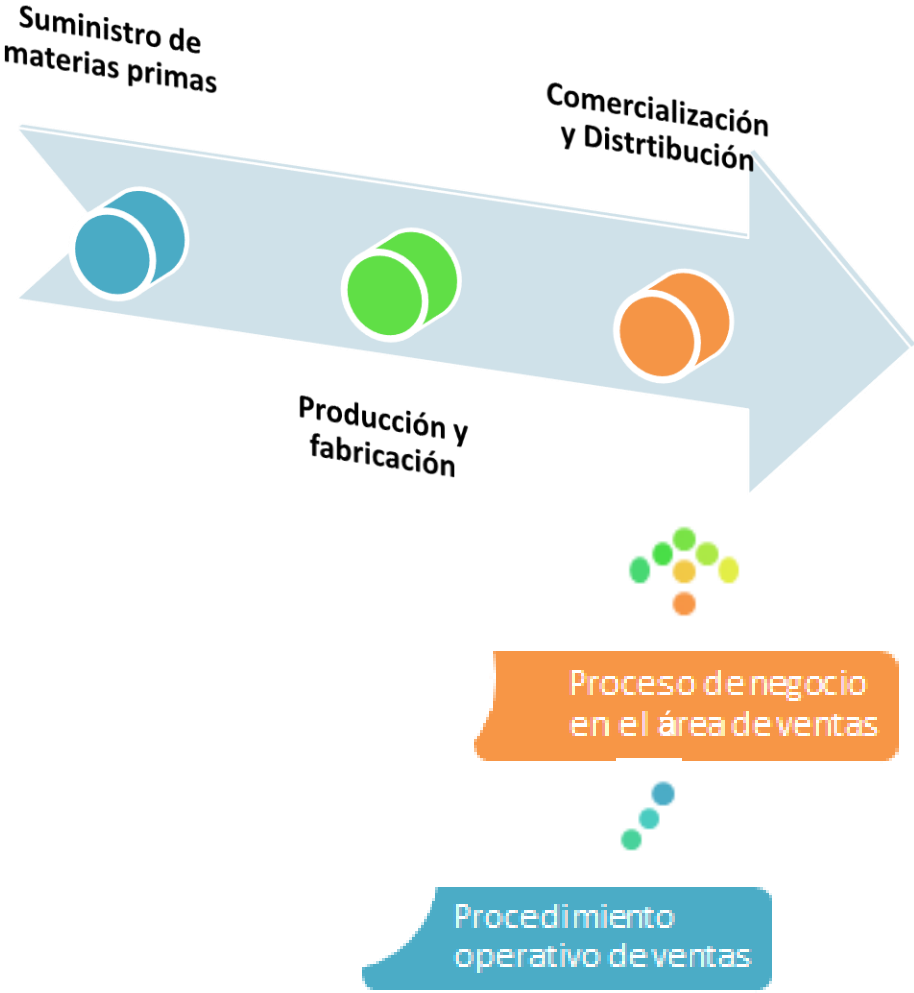 Suministro de
materias primas
Comercialización
y Distrtibución
Producción y
fabricación
Proceso de negocio
en el área de ventas
Procedimiento
operativo de ventas